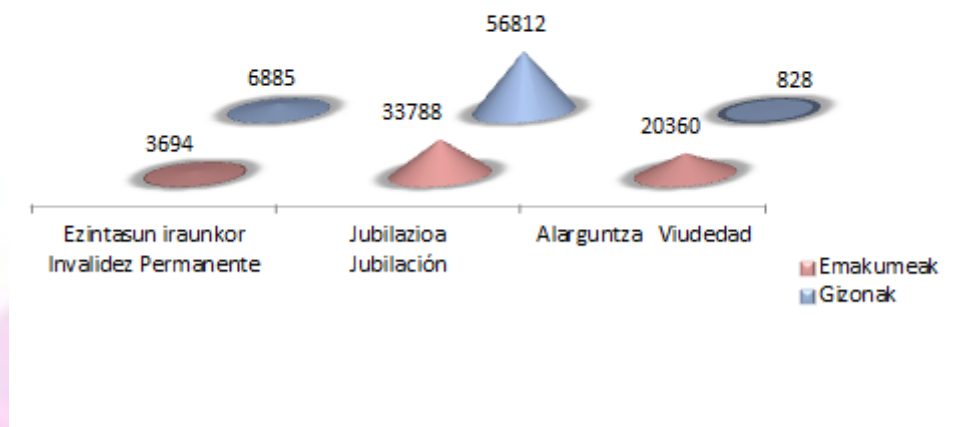 56812
6885
828
33788
20360
3694
Ezintasun iraunkor
Invalidez Permanente
Jubilazioa
Jubilación
Alarguntza Viudedad
Emakumeak
Gizonak